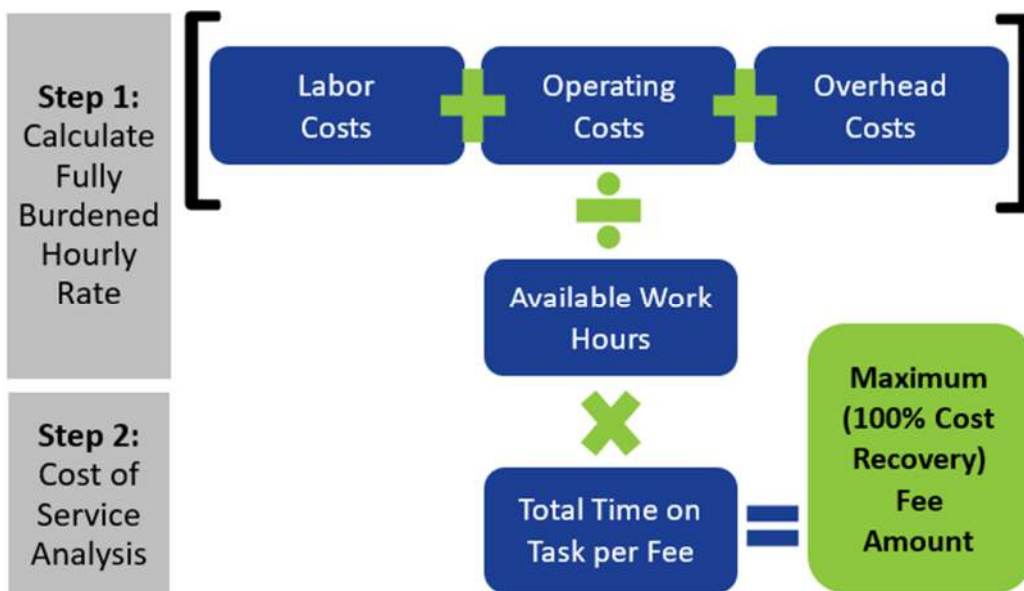 Step 1:
Calculate
Fully
Burdened
Hourly
Rate
Labor
Costs
Operating
Costs
Overhead
Costs
Available Work
Hours
Step 2:
Cost of
Service
Analysis
Total Time on
Task per Fee
Maximum
(100% Cost
Recovery)
Fee
Amount